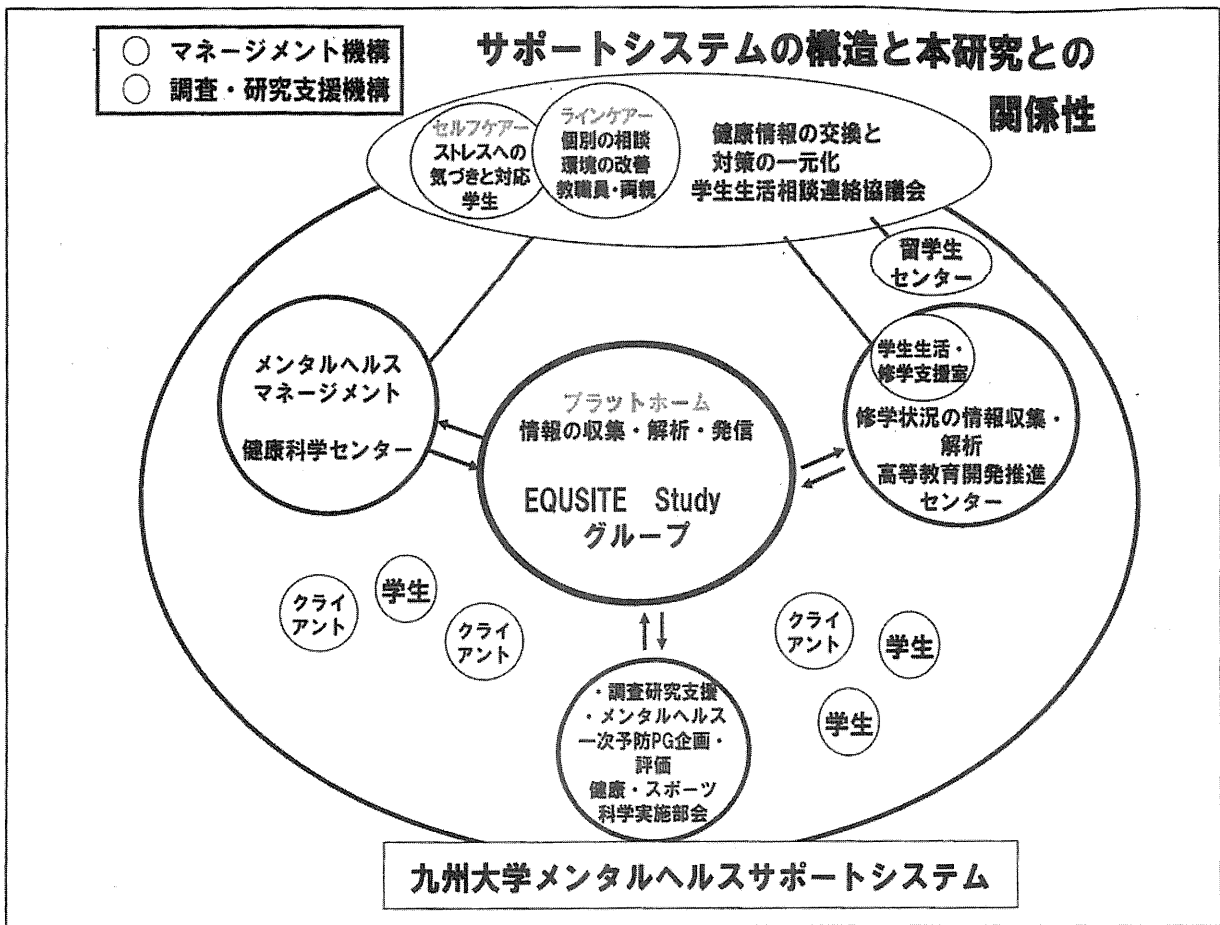 マネージメント機構
調査・研究支援機構
サポートシステムの構造と本研究との
関係性
セルフケアー
ストレスへの
気づきと対応
学生
ラインケアー
個別の相談
環境の改善
教職員・両親
健康情報の交換と
対策の一元化
学生生活相談連絡協議会
留学生
センター
メンタルヘルス
マネージメント
健康科学センター
プラットホーム
情報の収集・解析・発信
EQUSITE Study
グループ
学生生活・
修学支援室
修学状況の情報収集・
解析
高等教育開発推進
センター
クライ
アント
学生
クライ
アント
クライ
アント
学生
学生
・調査研究支援
・メンタルヘルス
一次予防PG企画・
評価
健康・スポーツ
科学実施部会
九州大学メンタルヘルスサポートシステム